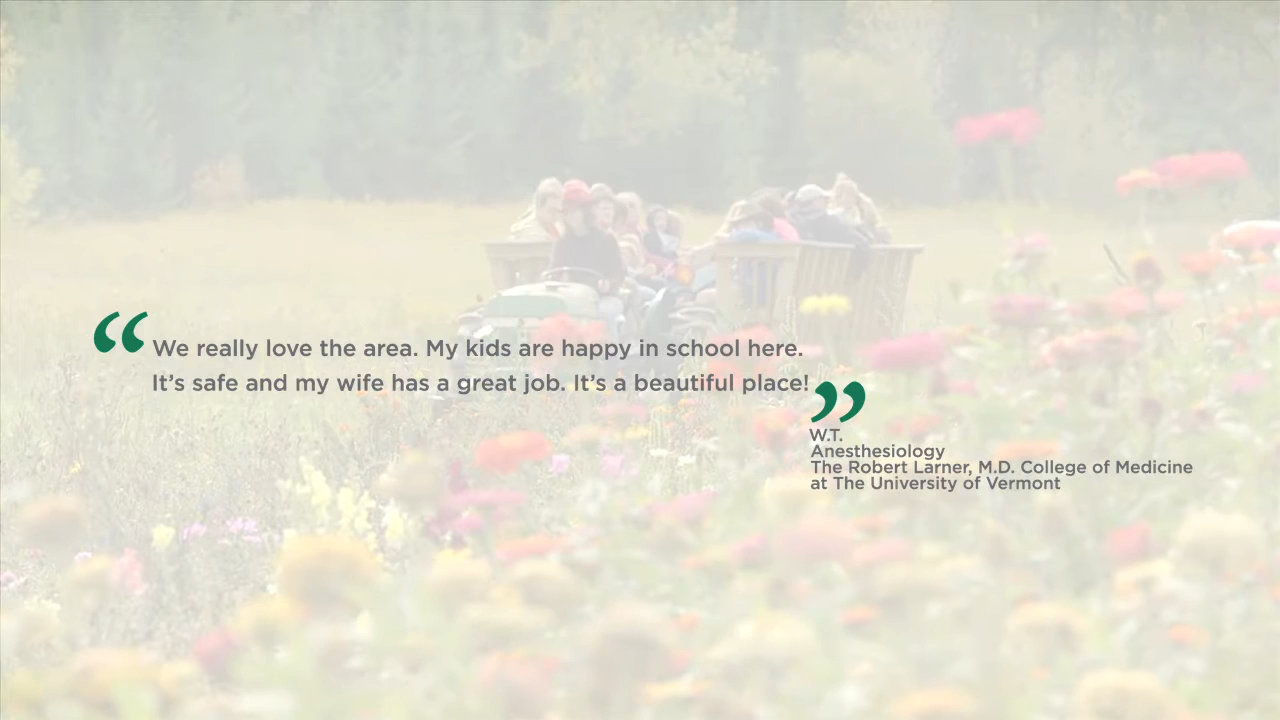 “We really love the area. My kids are happy in school here.
It’s safe and my wife has a great job. It’s a beautiful place!”
W.T.
Anesthesiology
The Robert Larner, M.D. College of Medicine
at The University of Vermont